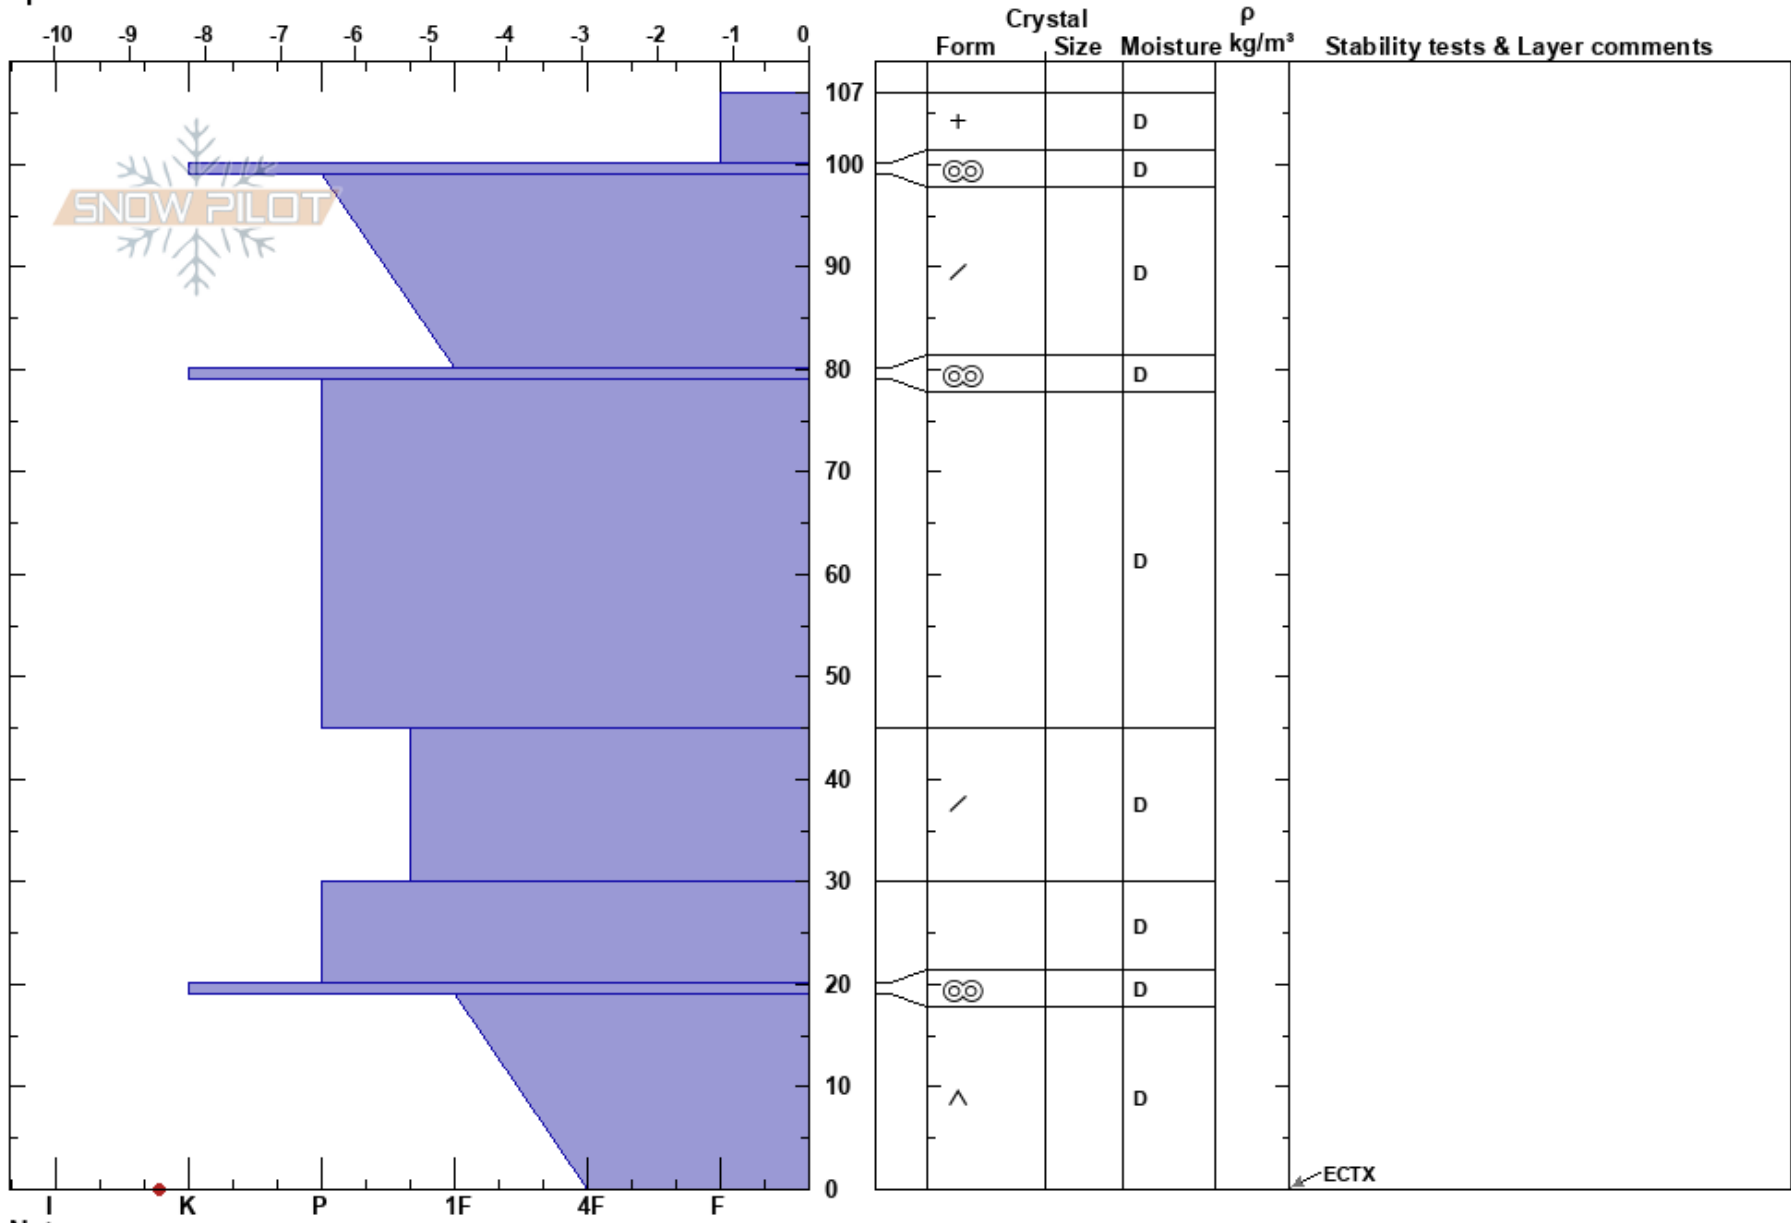 Crystal ρ
-10 -9 -8 -7 -6 -5 -4 -3 -2 -1 0
Form Size Moisture kg/m³ Stability tests & Layer comments
107
+ D
100 D
SNOW PILOT
90 / D
80 D
70
60 D
50
40 / D
30
D
20 D
10 ∧ D
ECTX
0
I K P 1F 4F F